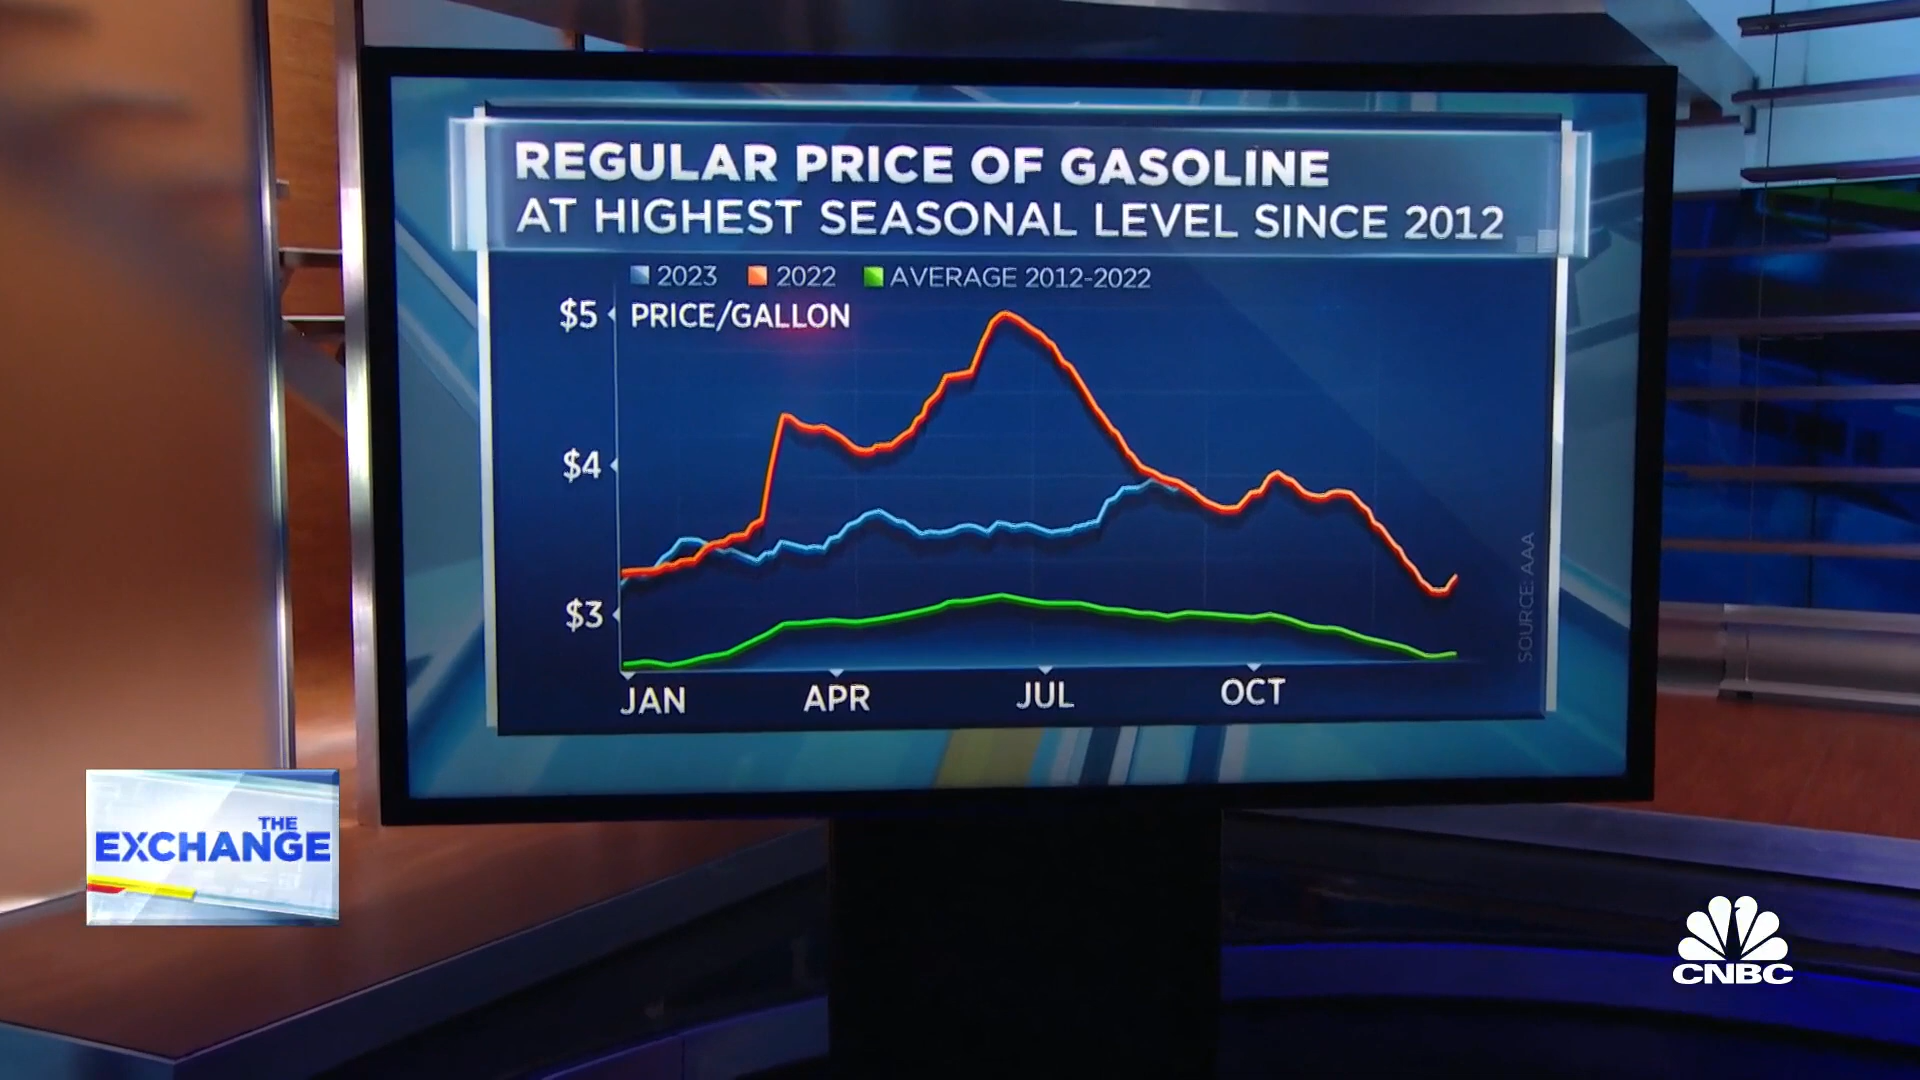 REGULAR PRICE OF GASOLINE
AT HIGHEST SEASONAL LEVEL SINCE 2012
2023 2022 AVERAGE 2012-2022
$5 PRICE/GALLON
$4
$3
JAN APR JUL OCT
SOURCE: AAA
THE
EXCHANGE
CNBC